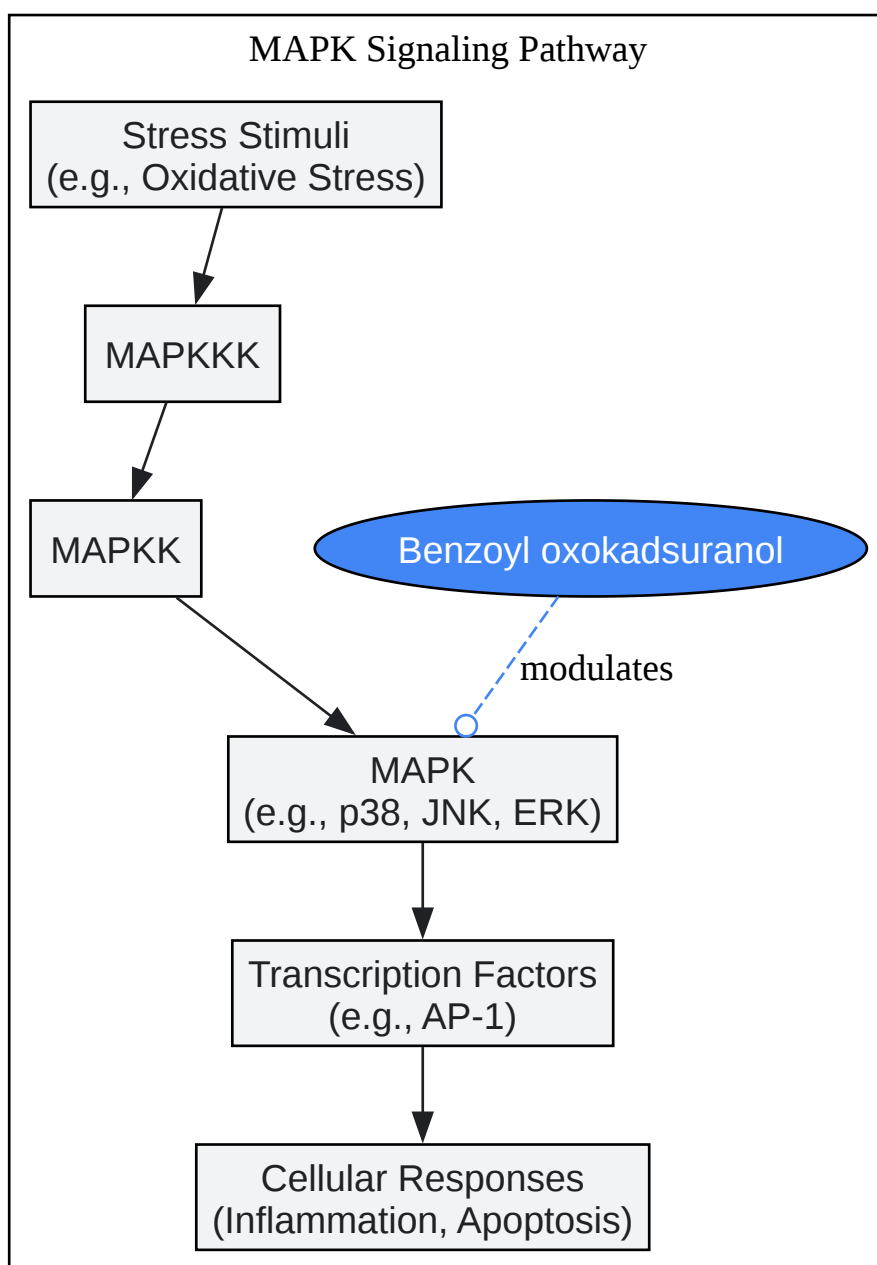 MAPK Signaling Pathway
Stress Stimuli
(e.g., Oxidative Stress)
MAPKKK
MAPKK
Benzoyl oxokadsuranol
modulates
MAPK
(e.g., p38, JNK, ERK)
Transcription Factors
(e.g., AP-1)
Cellular Responses
(Inflammation, Apoptosis)